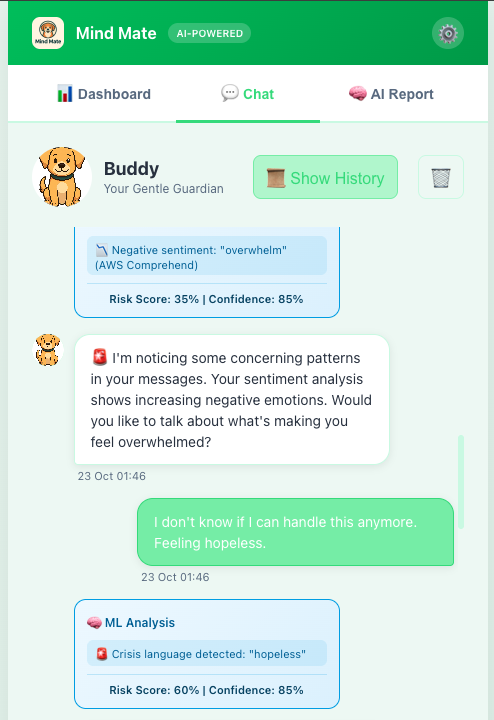 Mind Mate
Mind Mate
AI-POWERED
Dashboard
Chat
AI Report
Buddy
Your Gentle Guardian
Show History
Negative sentiment: "overwhelm"
(AWS Comprehend)
Risk Score: 35% | Confidence: 85%
🚨 I'm noticing some concerning patterns
in your messages. Your sentiment analysis
shows increasing negative emotions. Would
you like to talk about what's making you
feel overwhelmed?
23 Oct 01:46
I don't know if I can handle this anymore.
Feeling hopeless.
23 Oct 01:46
ML Analysis
🚨 Crisis language detected: "hopeless"
Risk Score: 60% | Confidence: 85%